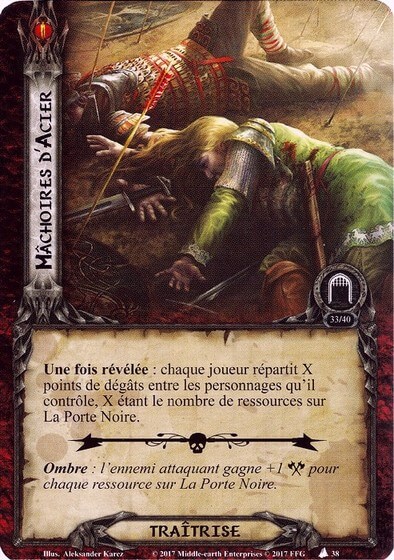 MÂCHOIRES D'ACIER
33/40
Une fois révélée : chaque joueur répartit X
points de dégâts entre les personnages qu'il
contrôle, X étant le nombre de ressources sur
La Porte Noire.
Ombre : l'ennemi attaquant gagne +1 pour
chaque ressource sur La Porte Noire.
TRAÎTRISE
Illus. Aleksander Karcz © 2017 Middle-earth Enterprises © 2017 FFG 38